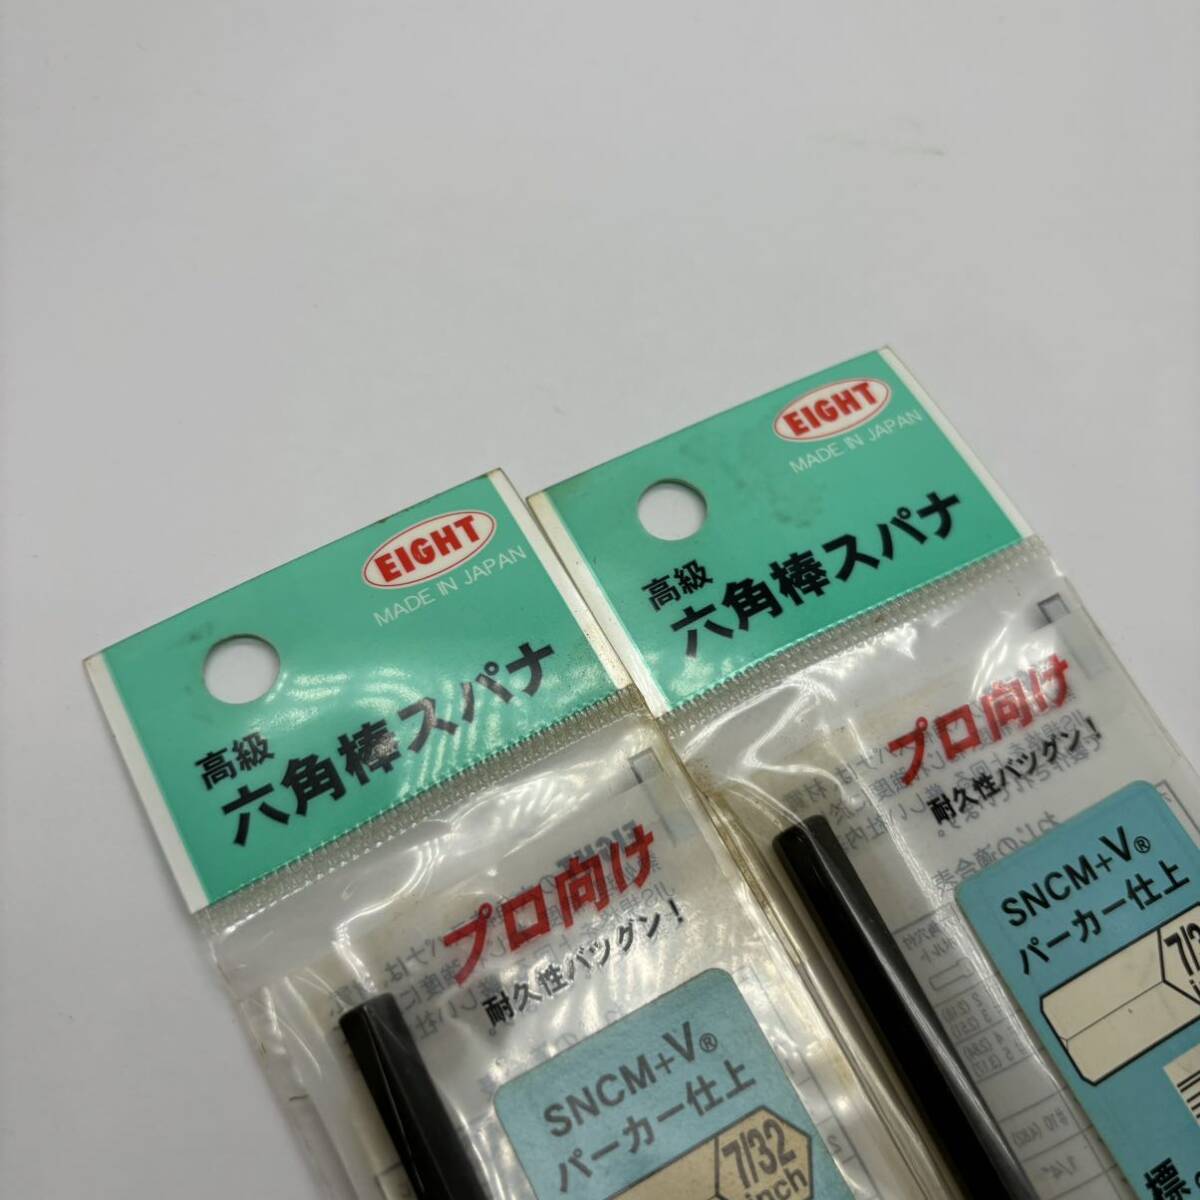 EIGHT
MADE IN JAPAN
高級
六角棒スパナ
プロ向け
耐久性バツグン!
SNCM+V®
パーカー仕上
7/32
inch
EIGHT
MADE IN JAPAN
高級
六角棒スパナ
プロ向け
耐久性バツグン!
SNCM+V®
パーカー仕上
標